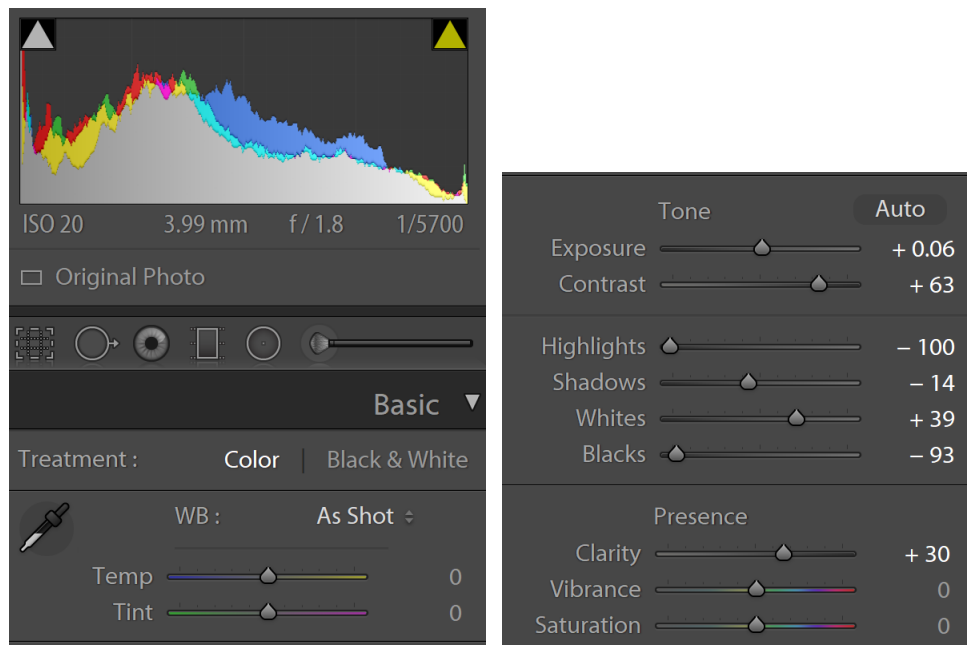 ISO 20 3.99 mm f / 1.8 1/5700
Original Photo
Basic
Treatment : Color Black & White
WB : As Shot
Temp 0
Tint 0
Tone Auto
Exposure + 0.06
Contrast + 63
Highlights − 100
Shadows − 14
Whites + 39
Blacks − 93
Presence
Clarity + 30
Vibrance 0
Saturation 0